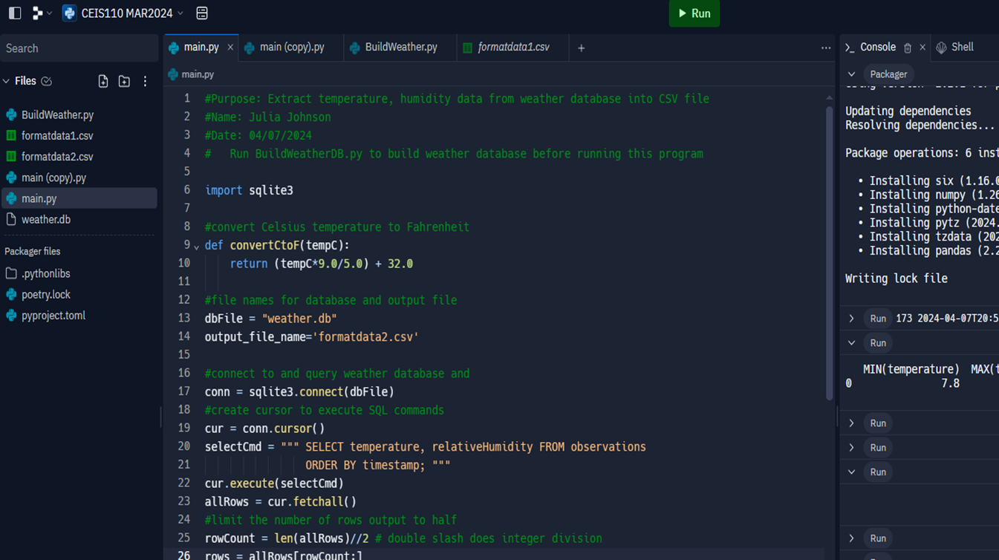 CEIS110 MAR2024
Run
Search
Files
BuildWeather.py
formatdata1.csv
formatdata2.csv
main (copy).py
main.py
weather.db
Packager files
.pythonlibs
poetry.lock
pyproject.toml
main.py
main (copy).py
BuildWeather.py
formatdata1.csv
main.py
1 #Purpose: Extract temperature, humidity data from weather database into CSV file
2 #Name: Julia Johnson
3 #Date: 04/07/2024
4 #   Run BuildWeatherDB.py to build weather database before running this program
5
6 import sqlite3
7
8 #convert Celsius temperature to Fahrenheit
9 def convertCtoF(tempC):
10     return (tempC*9.0/5.0) + 32.0
11
12 #file names for database and output file
13 dbFile = "weather.db"
14 output_file_name='formatdata2.csv'
15
16 #connect to and query weather database and
17 conn = sqlite3.connect(dbFile)
18 #create cursor to execute SQL commands
19 cur = conn.cursor()
20 selectCmd = """ SELECT temperature, relativeHumidity FROM observations
21                 ORDER BY timestamp; """
22 cur.execute(selectCmd)
23 allRows = cur.fetchall()
24 #limit the number of rows output to half
25 rowCount = len(allRows)//2 # double slash does integer division
26 rows = allRows[rowCount:]
Console
Shell
Packager
Updating dependencies
Resolving dependencies...
Package operations: 6 inst
• Installing six (1.16.0
• Installing numpy (1.26
• Installing python-date
• Installing pytz (2024.
• Installing tzdata (202
• Installing pandas (2.2
Writing lock file
Run 173 2024-04-07T20:5
Run
MIN(temperature)  MAX(t
0 7.8
Run
Run
Run
Run